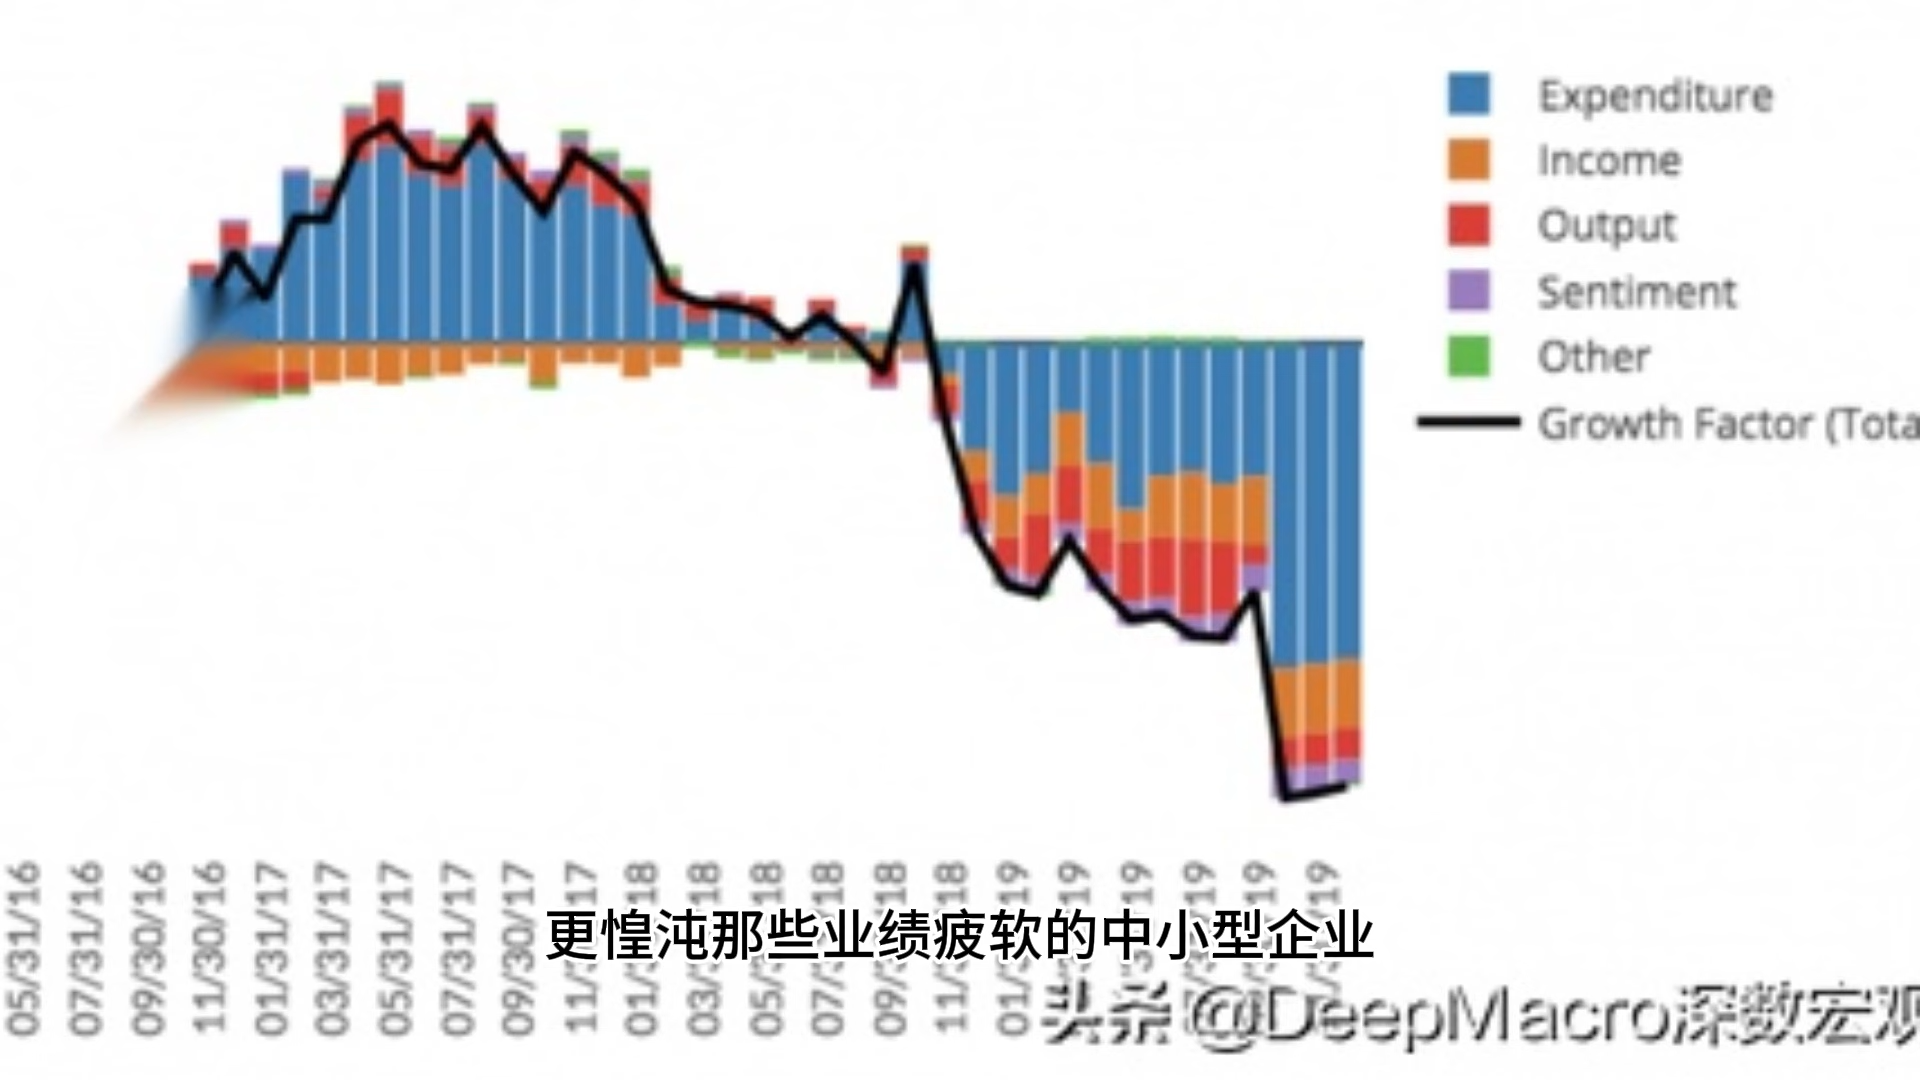 Expenditure
Income
Output
Sentiment
Other
Growth Factor (Tota
05/31/16
07/31/16
09/30/16
11/30/16
01/31/17
03/31/17
05/31/17
07/31/17
09/30/17
更惶沌那些业绩疲软的中小型企业
头条@DeepMacro深数宏观